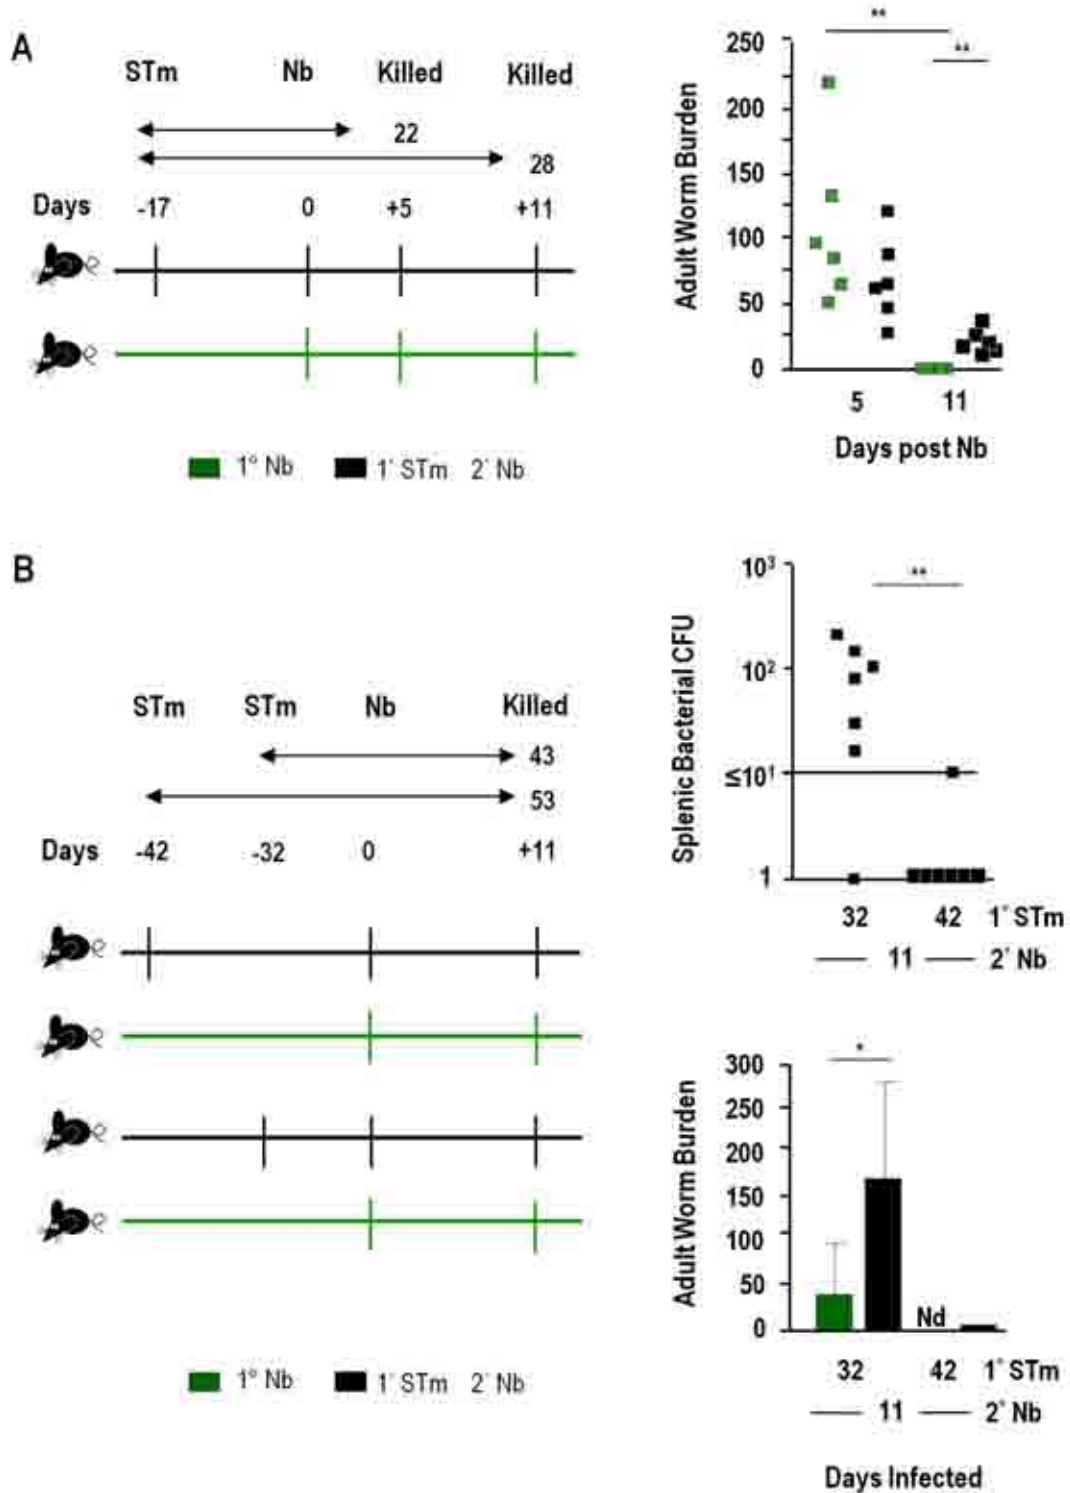 A
STm Nb Killed Killed
22
28
Days -17 0 +5 +11
1° Nb 1° STm 2° Nb
**
**
Adult Worm Burden
250
200
150
100
50
0
5 11
Days post Nb
B
STm STm Nb Killed
43
53
Days -42 -32 0 +11
1° Nb 1° STm 2° Nb
**
Splenic Bacterial CFU
10³
10²
≤10¹
1
32 42 1° STm
11 2° Nb
*
Adult Worm Burden
300
250
200
150
100
50
0
Nd
32 42 1° STm
11 2° Nb
Days Infected